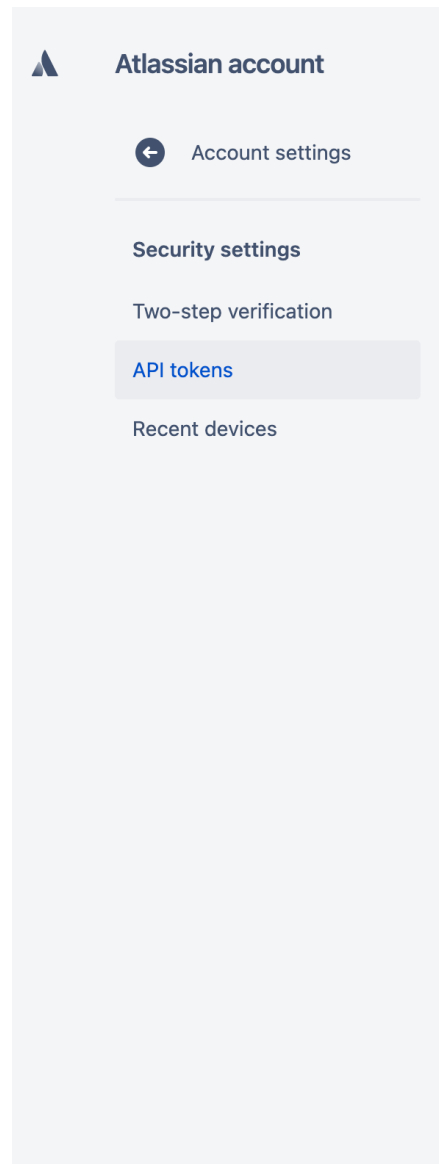 Atlassian account
Account settings
Security settings
Two-step verification
API tokens
Recent devices